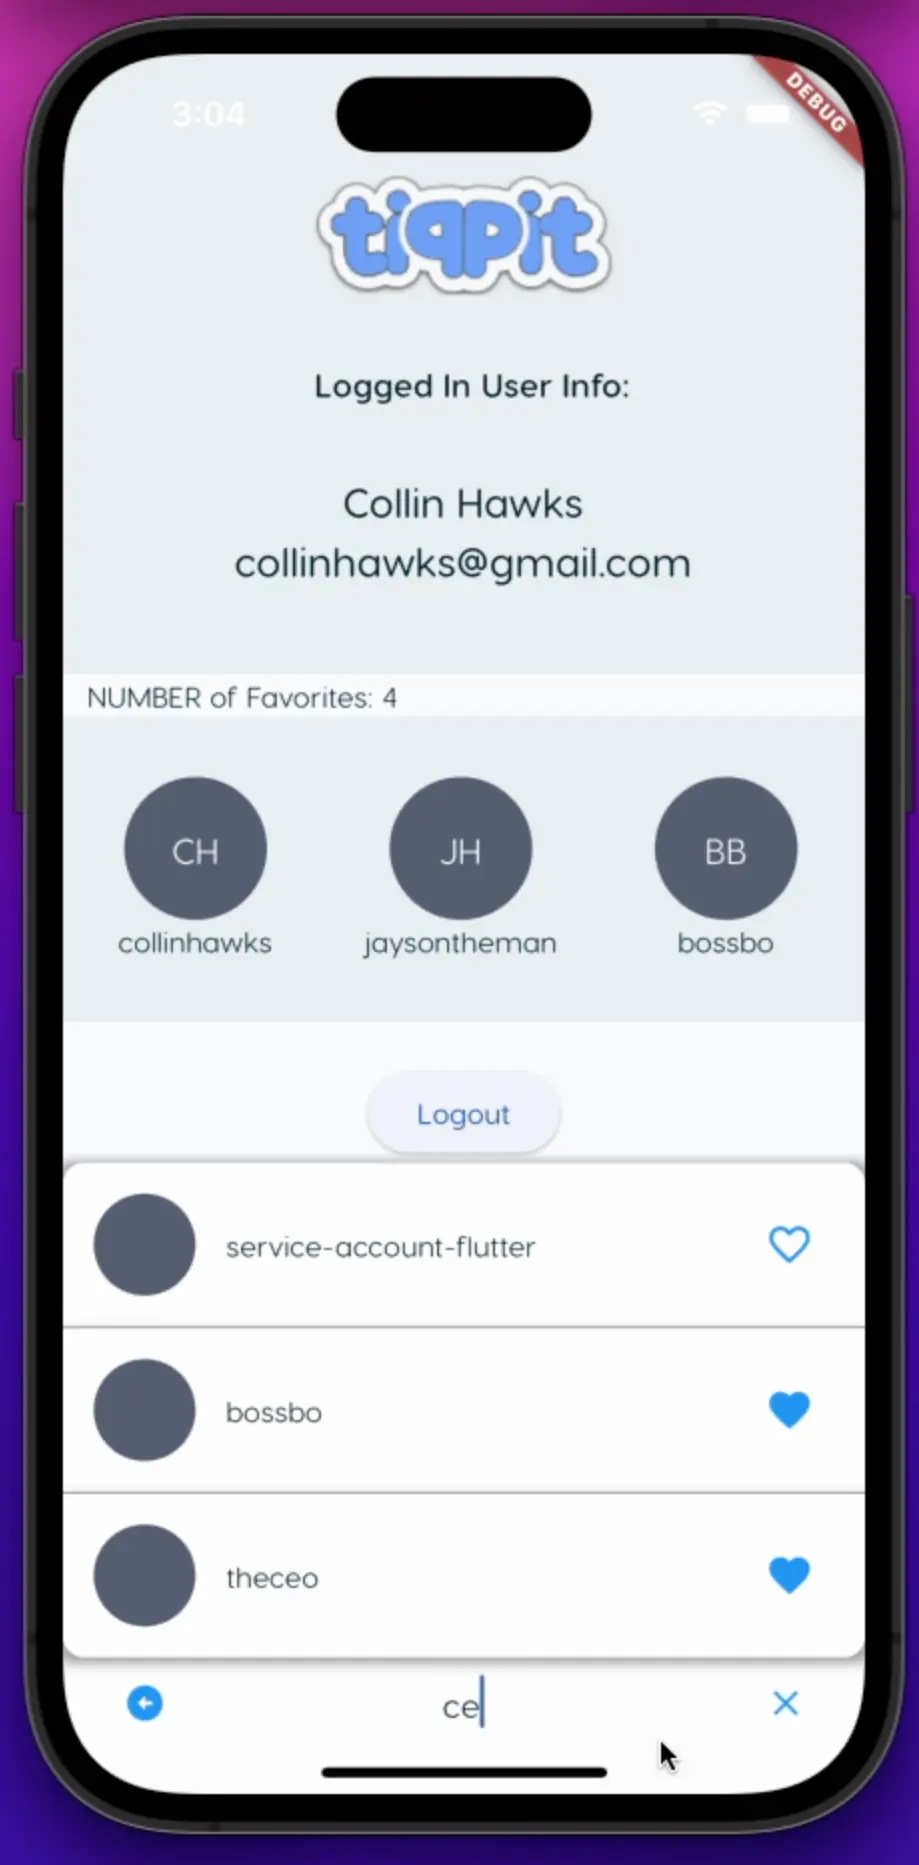 3:04
DEBUG
tiqpit
Logged In User Info:
Collin Hawks
collinhawks@gmail.com
NUMBER of Favorites: 4
CH JH BB
collinhawks jaysontheman bossbo
Logout
service-account-flutter
bossbo
theceo
ce